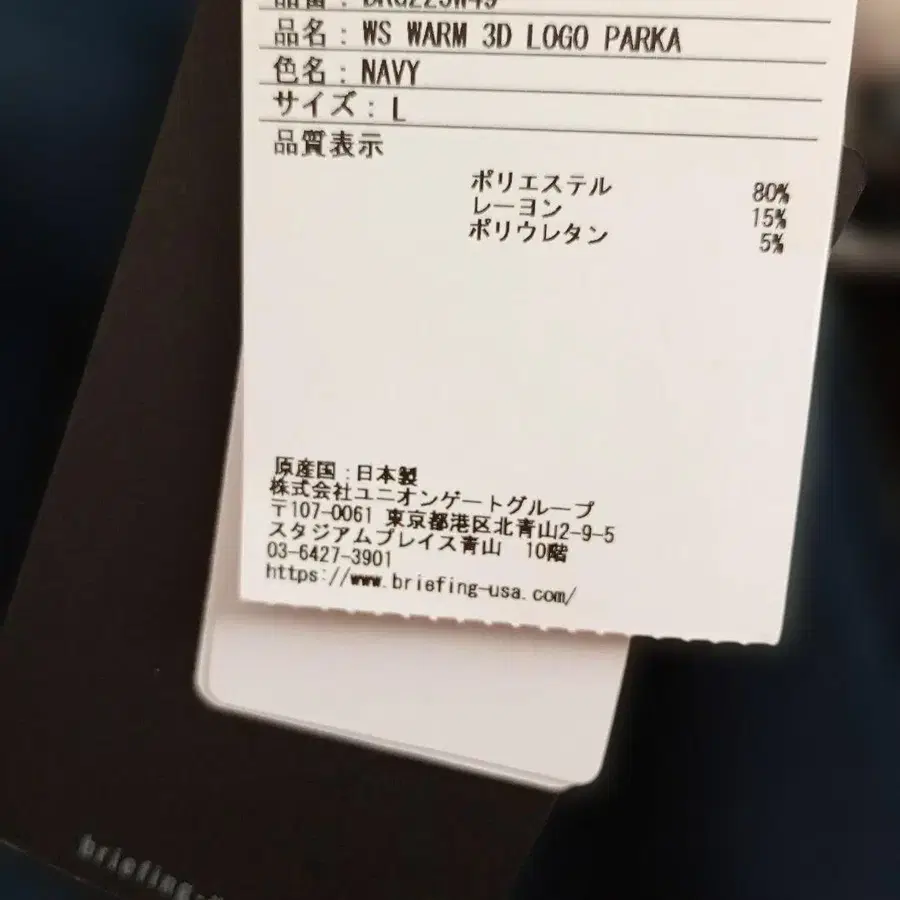 品番 : BRG223W49
品名 : WS WARM 3D LOGO PARKA
色名 : NAVY
サイズ : L
品質表示
ポリエステル 80%
レーヨン 15%
ポリウレタン 5%
原産国 : 日本製
株式会社ユニオンゲートグループ
〒107-0061 東京都港区北青山2-9-5
スタジアムプレイス青山 10階
03-6427-3901
https://www.briefing-usa.com/